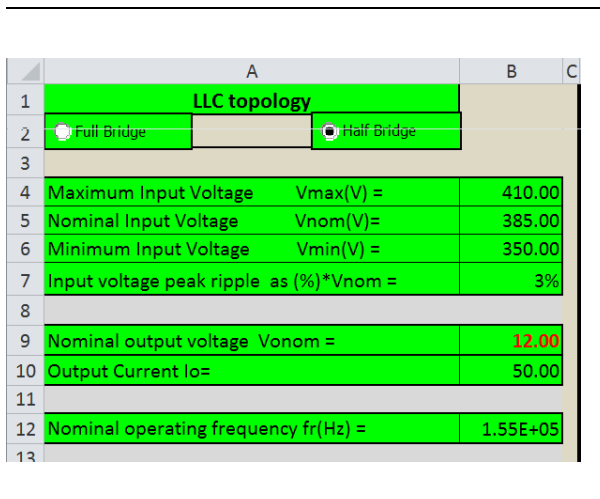 A B C
1 LLC topology
2 Full Bridge Half Bridge
3
4 Maximum Input Voltage Vmax(V) = 410.00
5 Nominal Input Voltage Vnom(V)= 385.00
6 Minimum Input Voltage Vmin(V) = 350.00
7 Input voltage peak ripple as (%)*Vnom = 3%
8
9 Nominal output voltage Vonom = 12.00
10 Output Current Io= 50.00
11
12 Nominal operating frequency fr(Hz) = 1.55E+05
13